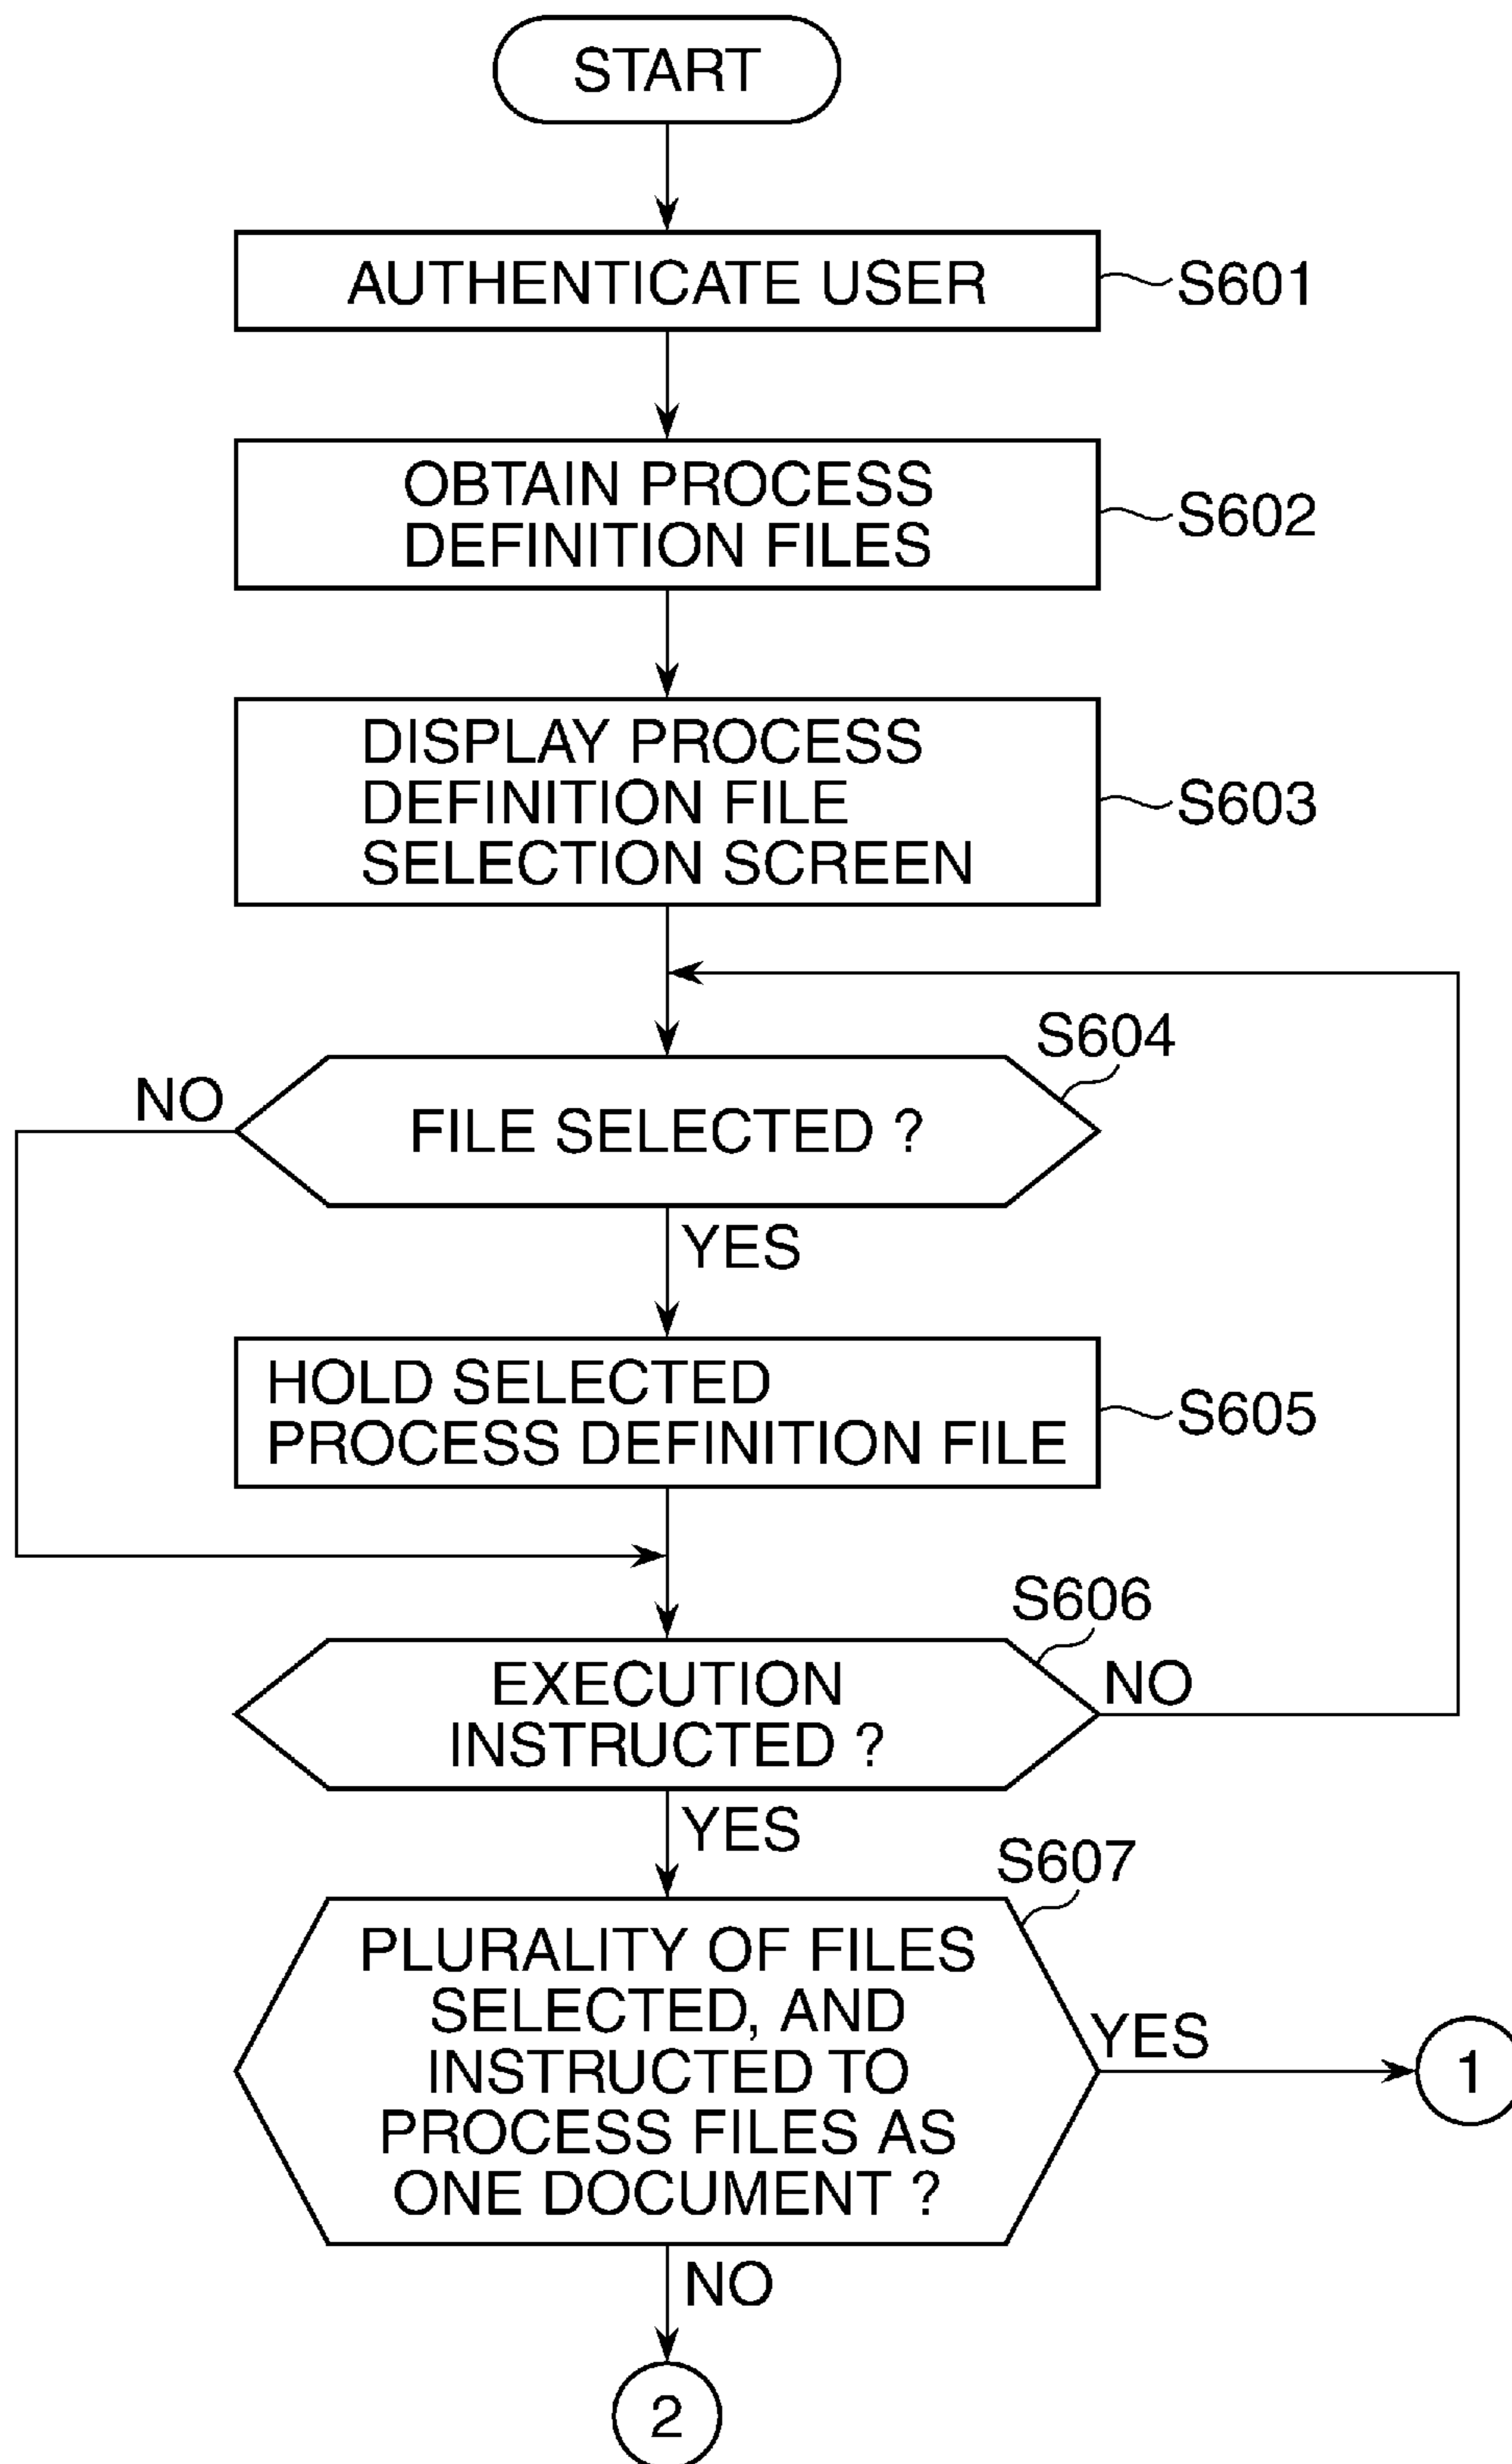 START
AUTHENTICATE USER
S601
OBTAIN PROCESS
DEFINITION FILES
S602
DISPLAY PROCESS
DEFINITION FILE
SELECTION SCREEN
S603
S604
NO
FILE SELECTED ?
YES
HOLD SELECTED
PROCESS DEFINITION FILE
S605
S606
EXECUTION
INSTRUCTED ?
NO
YES
S607
PLURALITY OF FILES
SELECTED, AND
INSTRUCTED TO
PROCESS FILES AS
ONE DOCUMENT ?
YES
1
NO
2